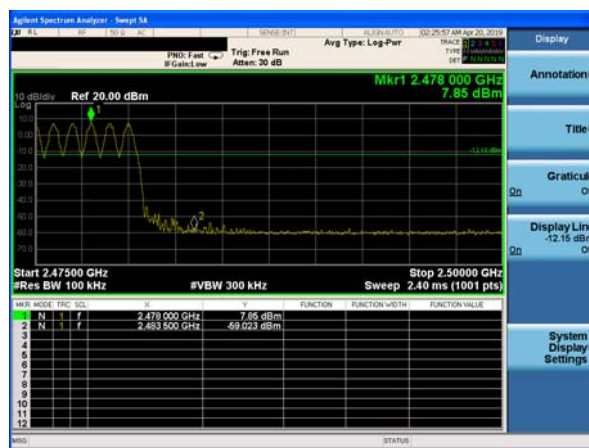 Agilent Spectrum Analyzer - Swept SA
RL RF 50 Ω AC SENSE:INT ALIGN AUTO 02:25:57 AM Apr 20, 2019
Avg Type: Log-Pwr
TRACE 1 2 3 4 5 6
TYPE
DET P N N N N N
PNO: Fast
IFGain:Low
Trig: Free Run
Atten: 30 dB
Mkr1 2.478 000 GHz
7.85 dBm
10 dB/div Ref 20.00 dBm
Log
10.0
0.00
-10.0
-20.0
-30.0
-40.0
-50.0
-60.0
-70.0
1
2
-12.15 dBm
Start 2.47500 GHz Stop 2.50000 GHz
#Res BW 100 kHz #VBW 300 kHz Sweep 2.40 ms (1001 pts)
MKR MODE TRC SCL X Y FUNCTION FUNCTION WIDTH FUNCTION VALUE
1 N 1 f 2.478 000 GHz 7.85 dBm
2 N 1 f 2.483 500 GHz -59.023 dBm
3
4
5
6
7
8
9
10
11
12
MSG STATUS
Display
Annotation
Title
Graticul
On O
Display Line
-12.15 dBm
On O
System
Display
Settings